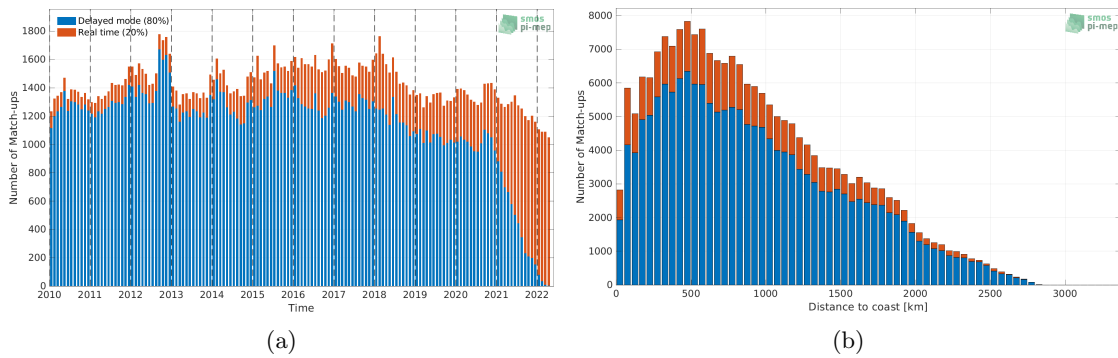 Delayed mode (80%)
Real time (20%)
smos
pi-mep
1800
1600
1400
1200
1000
800
600
400
200
0
Number of Match-ups
2010 2011 2012 2013 2014 2015 2016 2017 2018 2019 2020 2021 2022
Time
(a)
smos
pi-mep
8000
7000
6000
5000
4000
3000
2000
1000
0
Number of Match-ups
0 500 1000 1500 2000 2500 3000
Distance to coast [km]
(b)